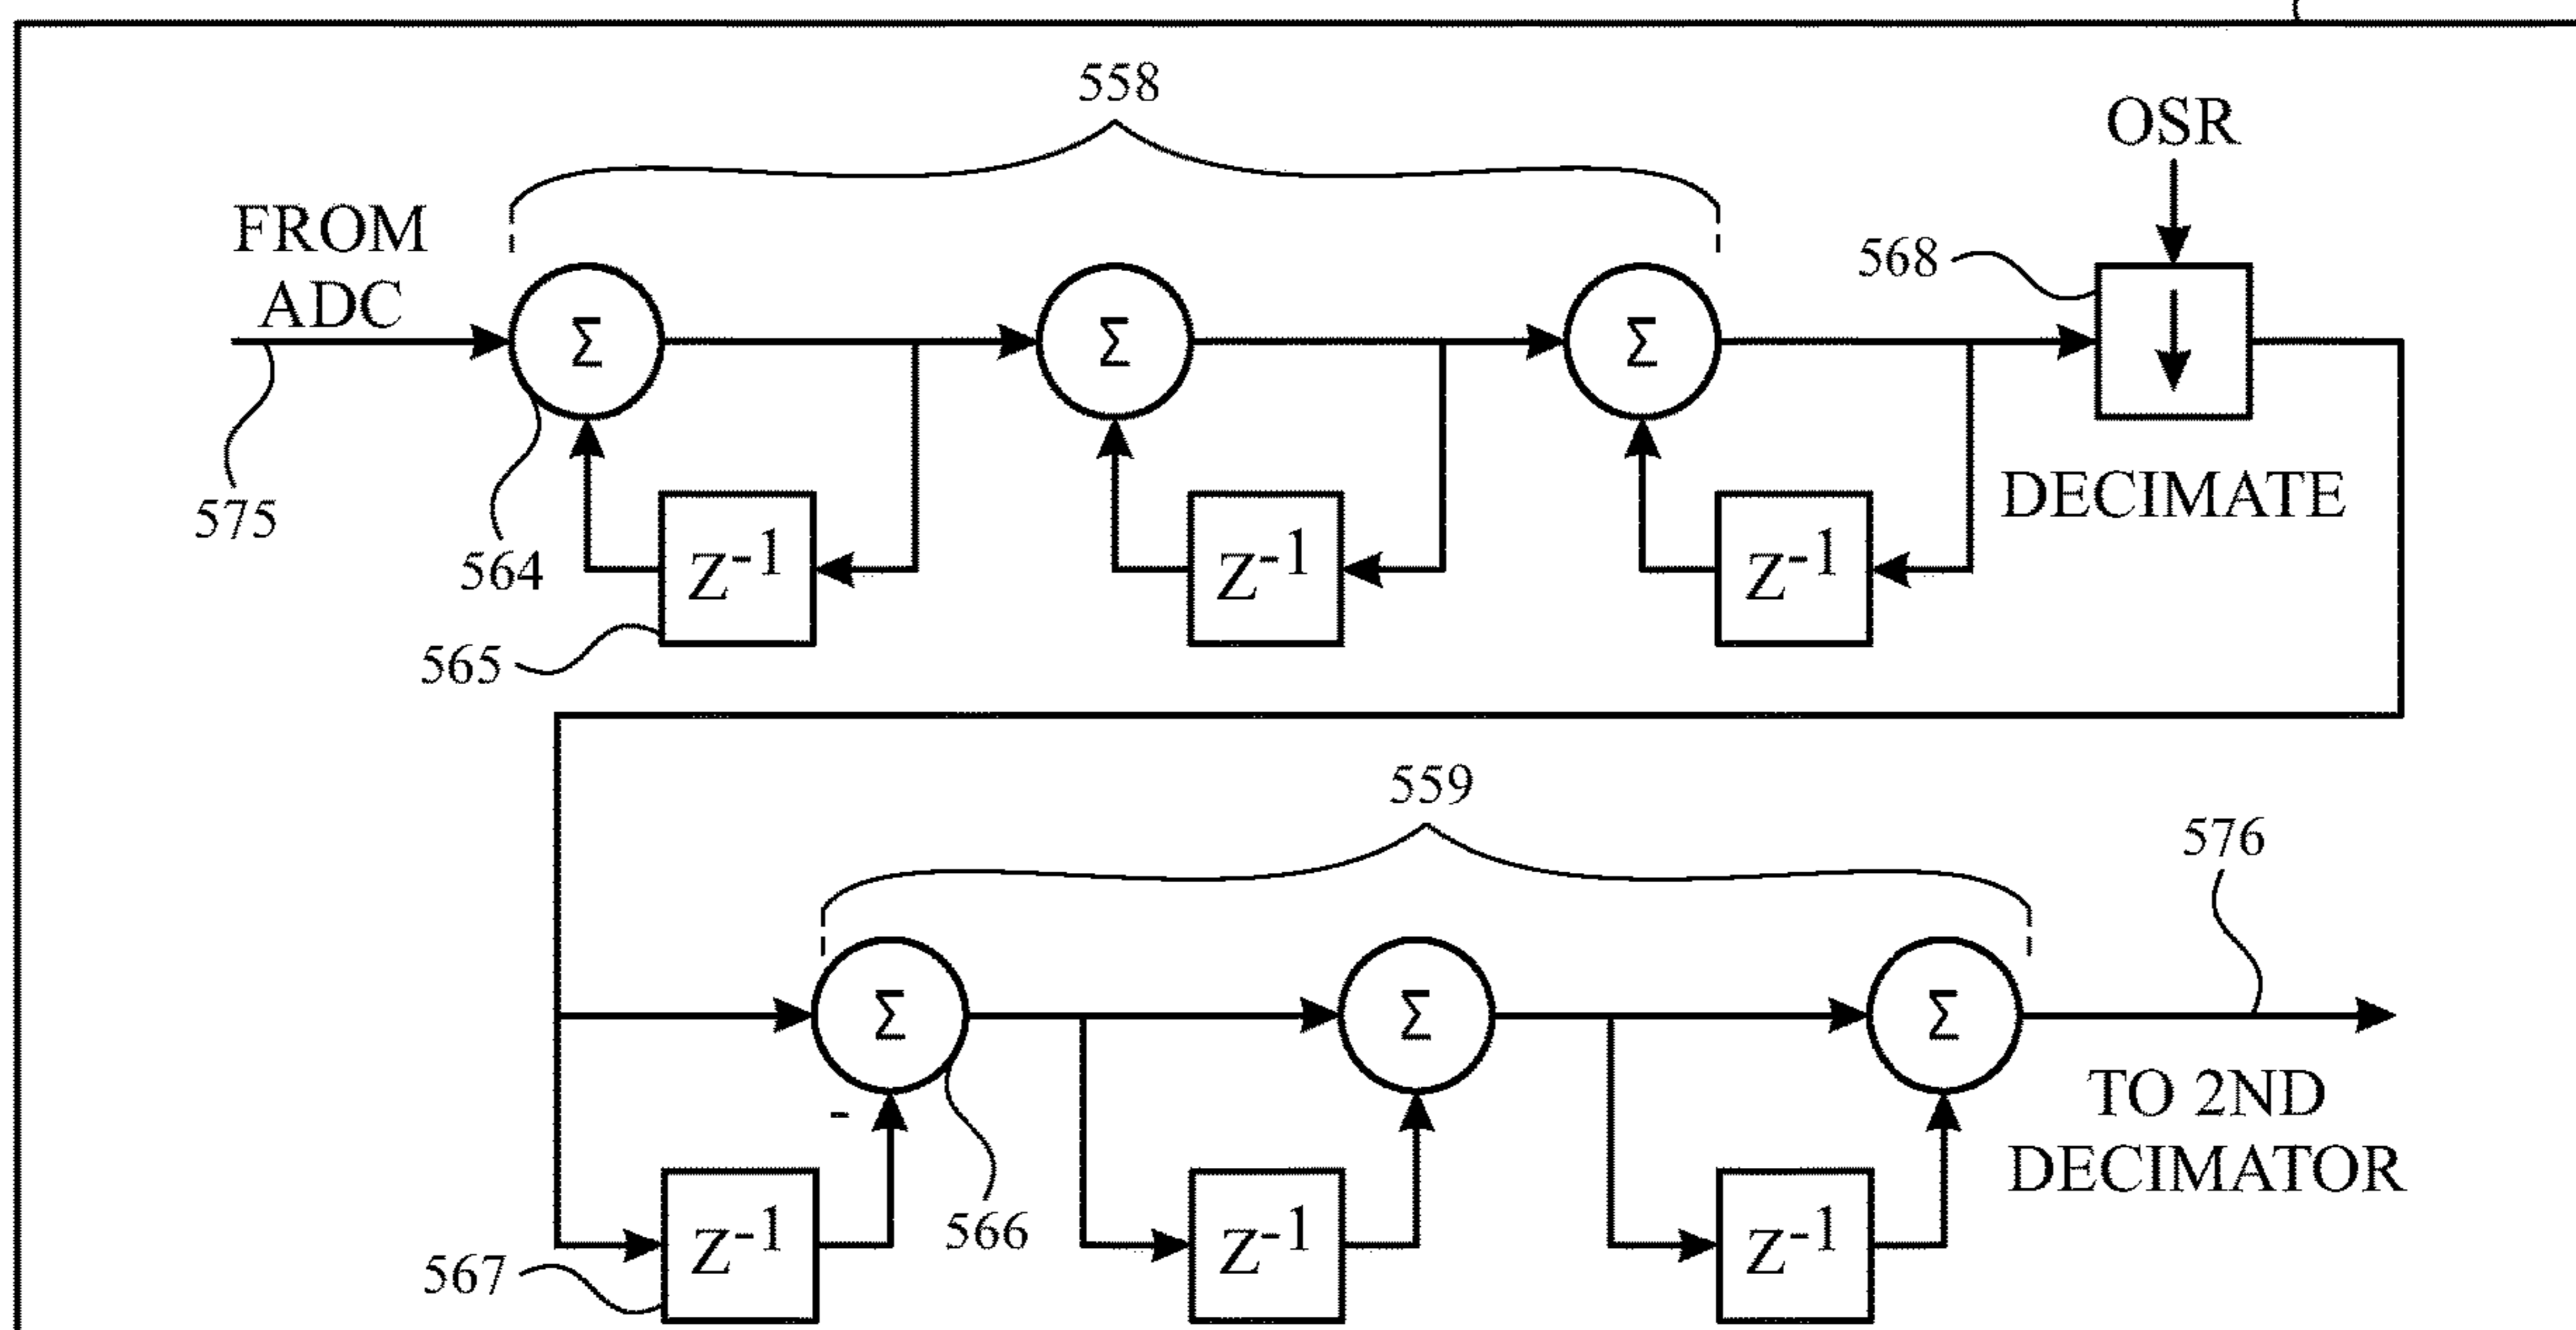 558
OSR
FROM
ADC
568
Σ
Σ
Σ
575
564
Z-1
Z-1
Z-1
DECIMATE
565
559
576
Σ
Σ
Σ
-
TO 2ND
DECIMATOR
566
Z-1
Z-1
Z-1
567